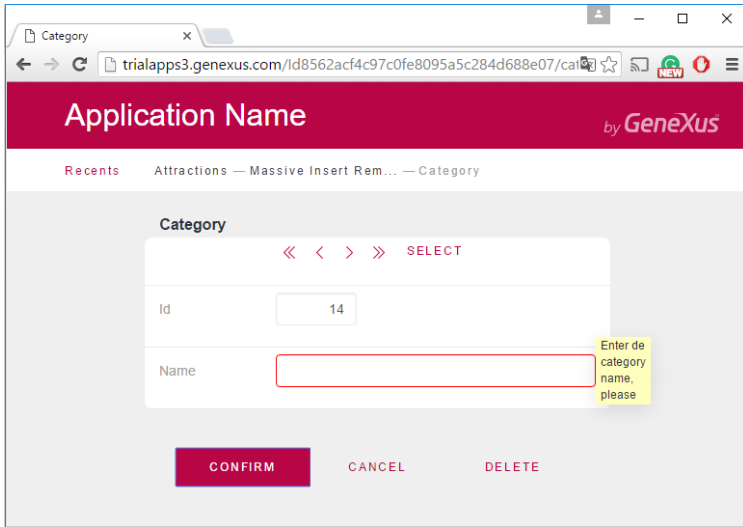 Category
trialapps3.genexus.com/Id8562acf4c97c0fe8095a5c284d688e07/cat
NEW
Application Name
by GeneXus
Recents Attractions — Massive Insert Rem... — Category
Category
SELECT
Id 14
Name
Enter de
category
name,
please
CONFIRM CANCEL DELETE